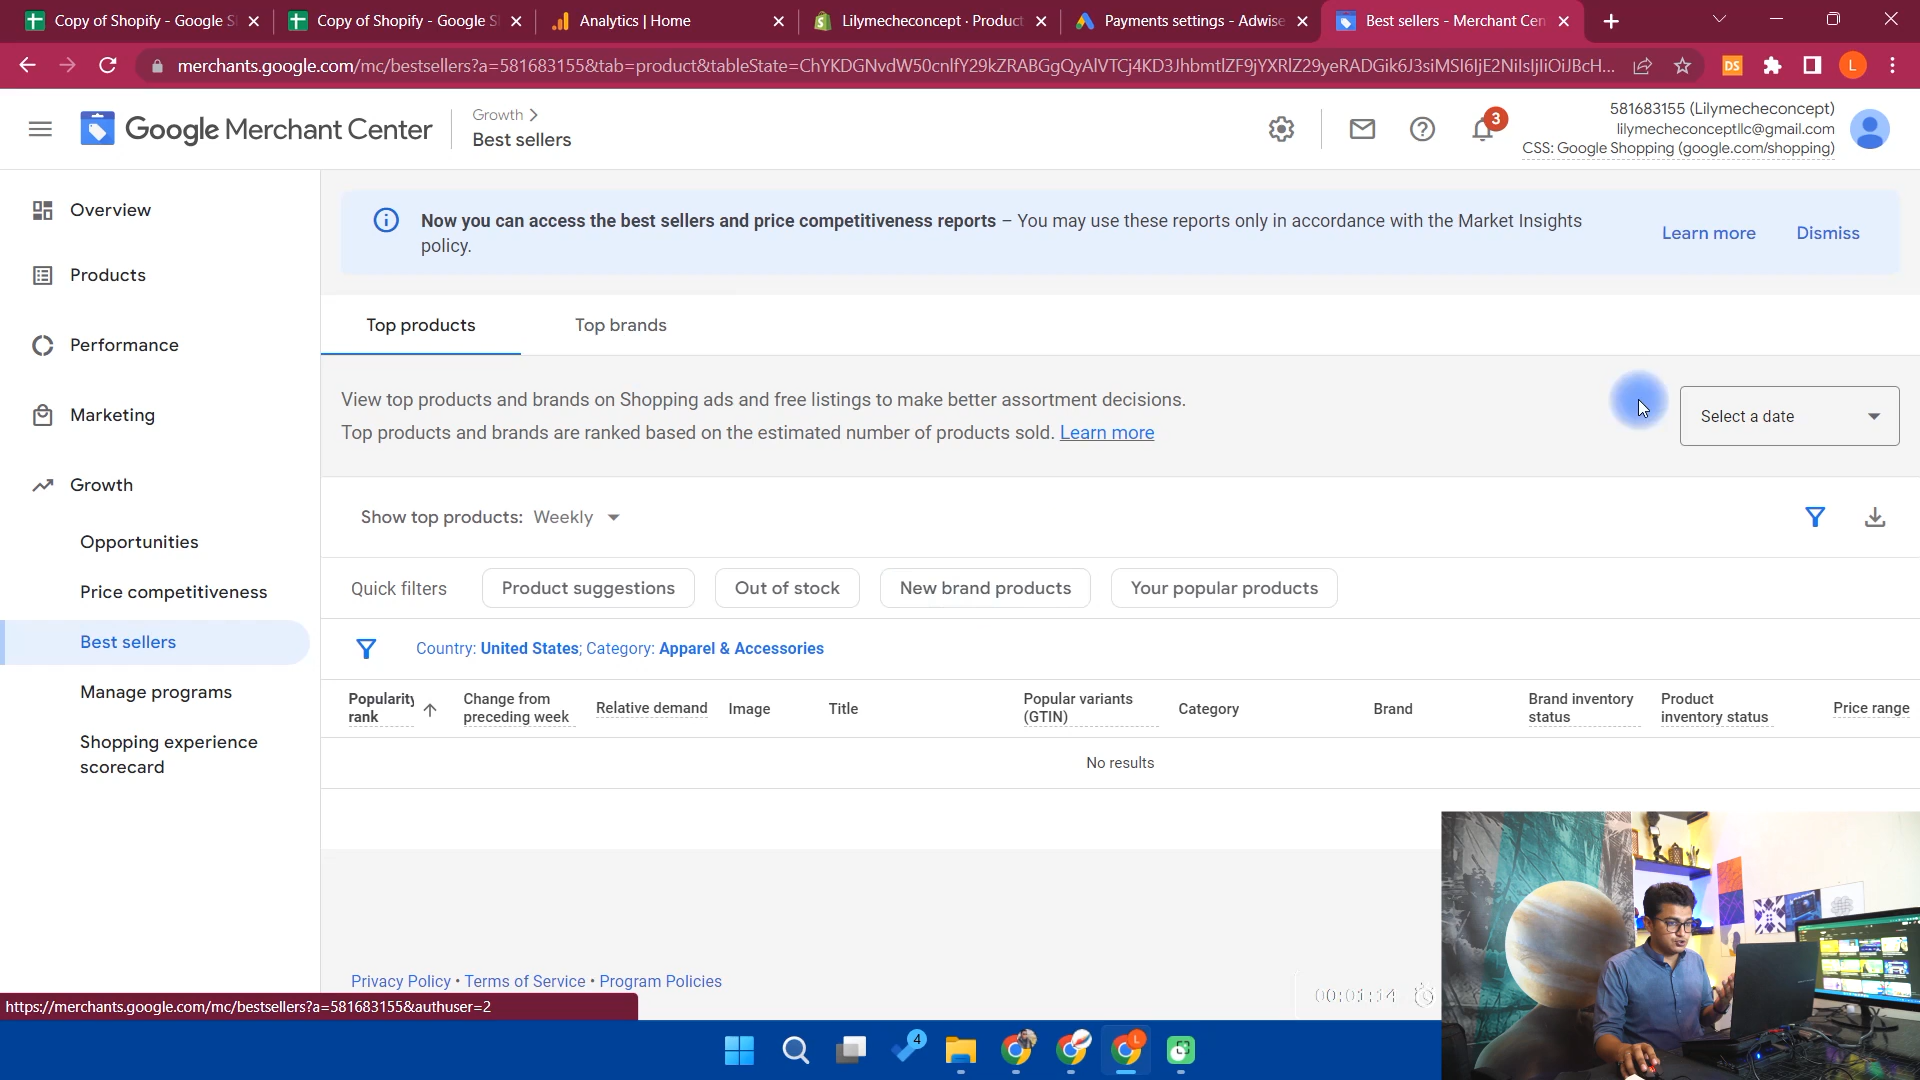 Copy of Shopify - Google S
Copy of Shopify - Google S
Analytics | Home
Lilymecheconcept · Product
Payments settings - Adwise
Best sellers - Merchant Cen
merchants.google.com/mc/bestsellers?a=581683155&tab=product&tableState=
DS
L
Google Merchant Center
Growth
Best sellers
3
581683155 (Lilymecheconcept)
lilymecheconceptllc@gmail.com
CSS: Google Shopping (google.com/shopping)
Overview
Products
Performance
Marketing
Growth
Opportunities
Price competitiveness
Best sellers
Manage programs
Shopping experience
scorecard
Now you can access the best sellers and price competitiveness reports – You may use these reports only in accordance with the Market Insights
policy.
Learn more
Dismiss
Top products
Top brands
View top products and brands on Shopping ads and free listings to make better assortment decisions.
Top products and brands are ranked based on the estimated number of products sold. Learn more
Select a date
Show top products: Weekly
Quick filters
Product suggestions
Out of stock
New brand products
Your popular products
Country: United States; Category: Apparel & Accessories
Popularity
rank
Change from
preceding week
Relative demand
Image
Title
Popular variants
(GTIN)
Category
Brand
Brand inventory
status
Product
inventory status
Price range
No results
Privacy Policy • Terms of Service • Program Policies
00:01:14
https://merchants.google.com/mc/bestsellers?a=581683155&authuser=2
4
L